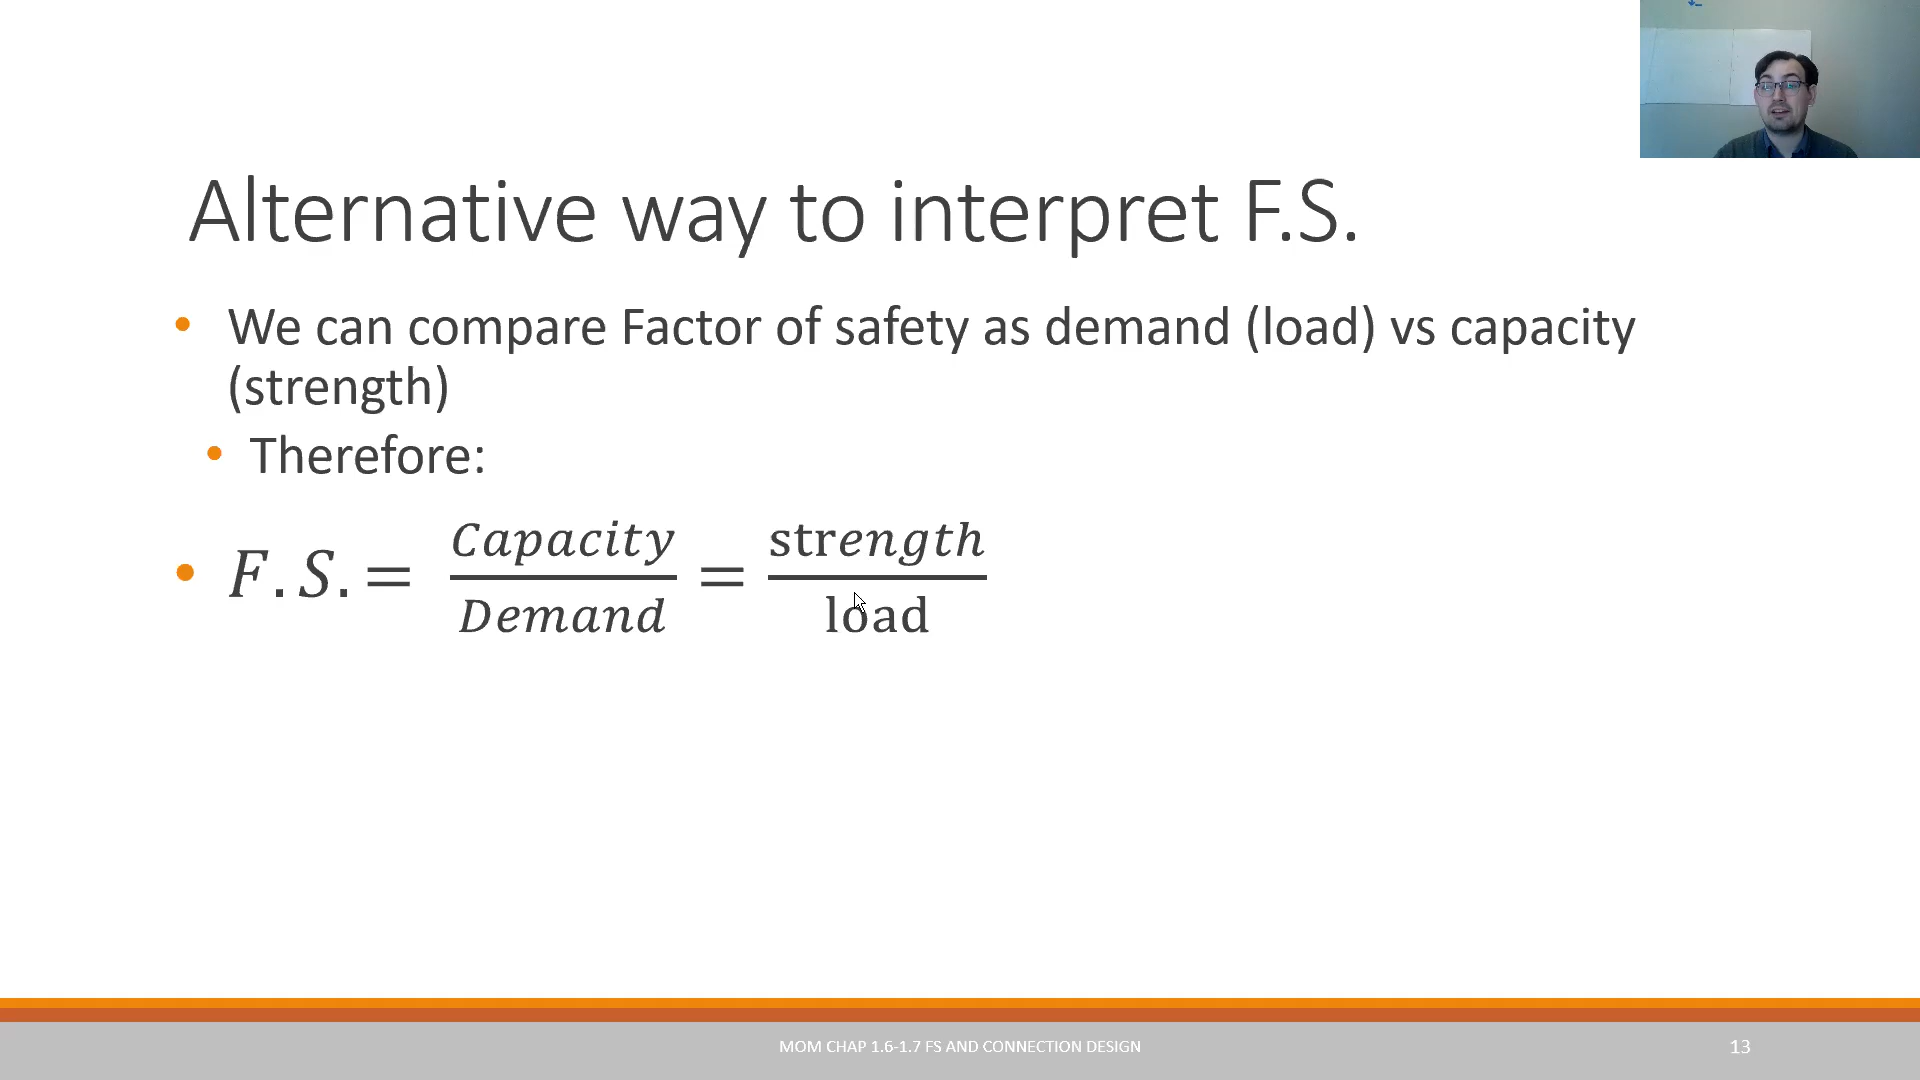 Alternative way to interpret F.S.
• We can compare Factor of safety as demand (load) vs capacity
(strength)
• Therefore:
• F.S.= Capacity/Demand = strength/load
MOM CHAP 1.6-1.7 FS AND CONNECTION DESIGN
13